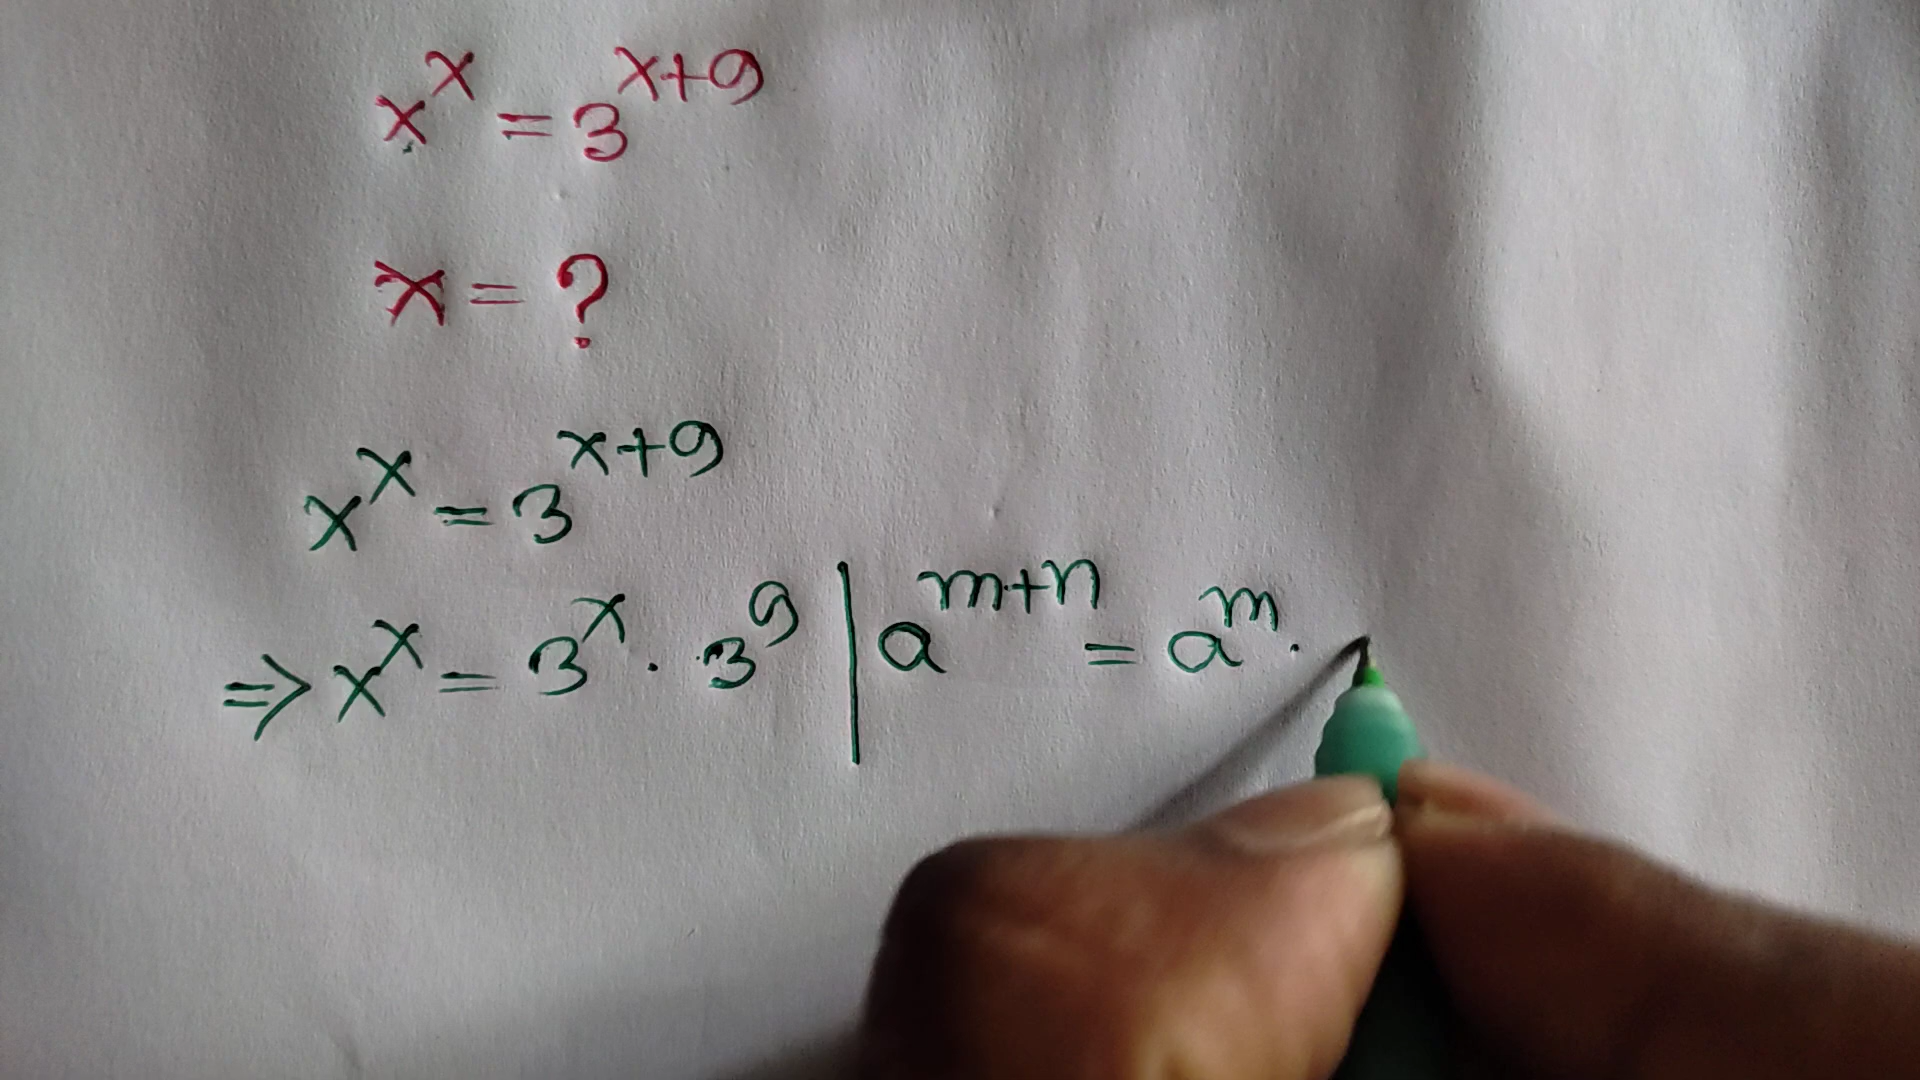 x^x = 3^{x+9}
x = ?
x^x = 3^{x+9}
⇒ x^x = 3^x · 3^9 | a^{m+n} = a^m ·